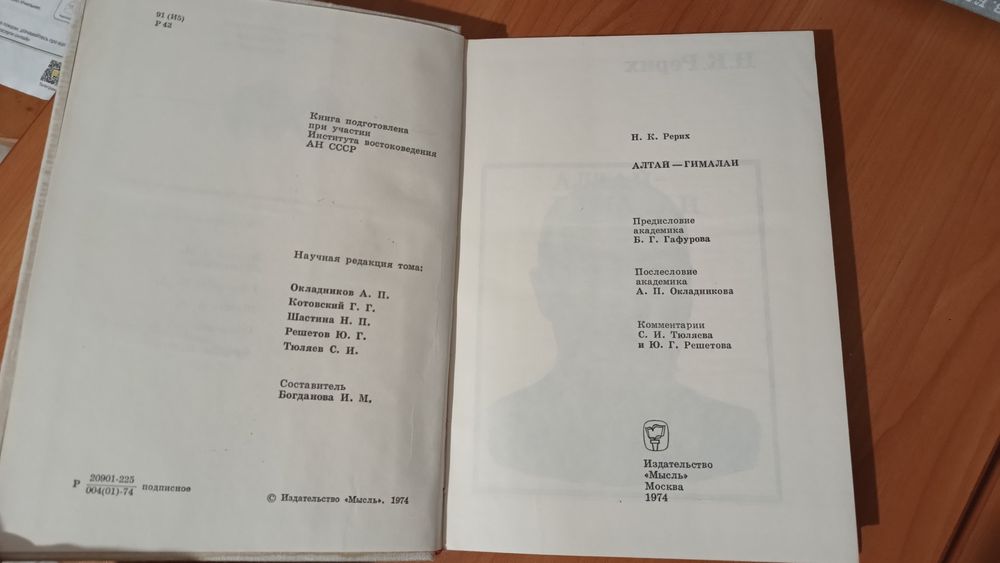 91 (И5)
Р 42
Книга подготовлена
при участии
Института востоковедения
АН СССР
Научная редакция тома:
Окладников А. П.
Котовский Г. Г.
Шастина Н. П.
Решетов Ю. Г.
Тюляев С. И.
Составитель
Богданова И. М.
Р 20901-225
004(01)-74 подписное
© Издательство «Мысль». 1974
Н. К. Рерих
АЛТАЙ — ГИМАЛАИ
Предисловие
академика
Б. Г. Гафурова
Послесловие
академика
А. П. Окладникова
Комментарии
С. И. Тюляева
и Ю. Г. Решетова
Издательство
«Мысль»
Москва
1974
Н.К.Рерих